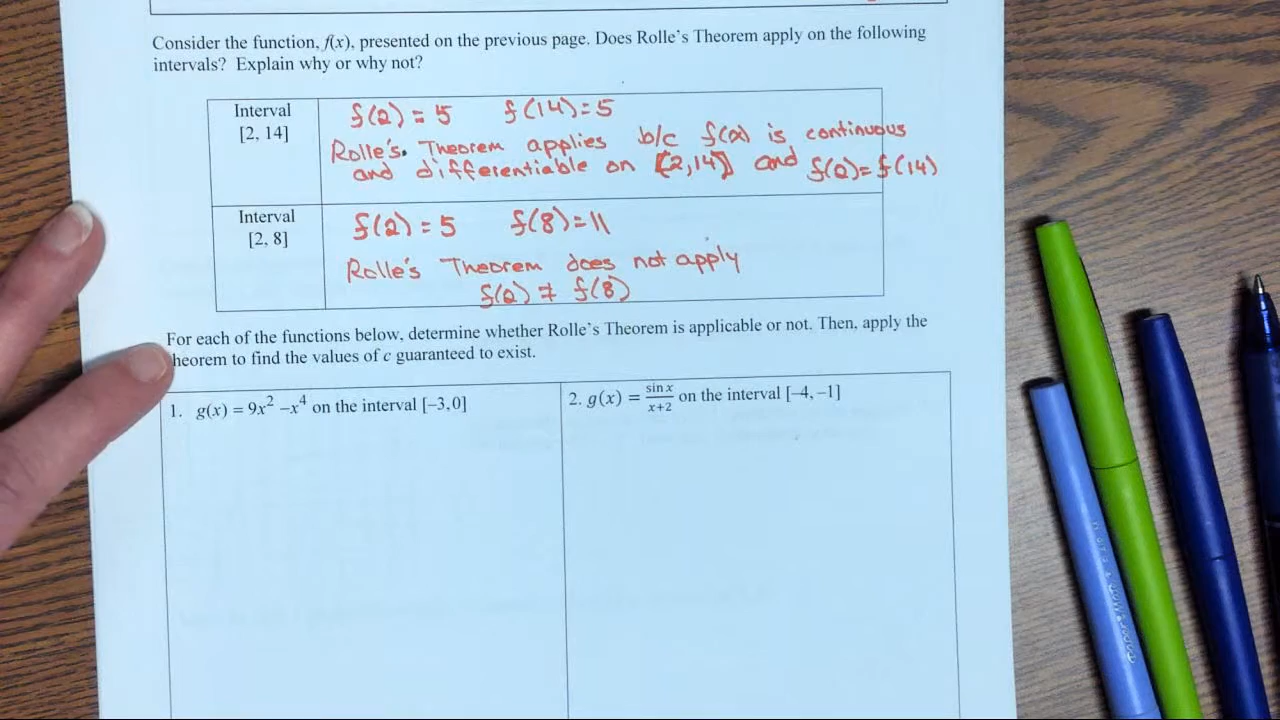 Consider the function, f(x), presented on the previous page. Does Rolle's Theorem apply on the following
intervals? Explain why or why not?
Interval
[2, 14]
f(2) = 5 f(14) = 5
Rolle's Theorem applies b/c f(x) is continuous
and differentiable on [2,14] and f(2) = f(14)
Interval
[2, 8]
f(2) = 5 f(8) = 11
Rolle's Theorem does not apply
f(2) ≠ f(8)
For each of the functions below, determine whether Rolle's Theorem is applicable or not. Then, apply the
heorem to find the values of c guaranteed to exist.
1. g(x) = 9x² – x⁴ on the interval [–3,0]
2. g(x) = sin x / x+2 on the interval [–4, –1]